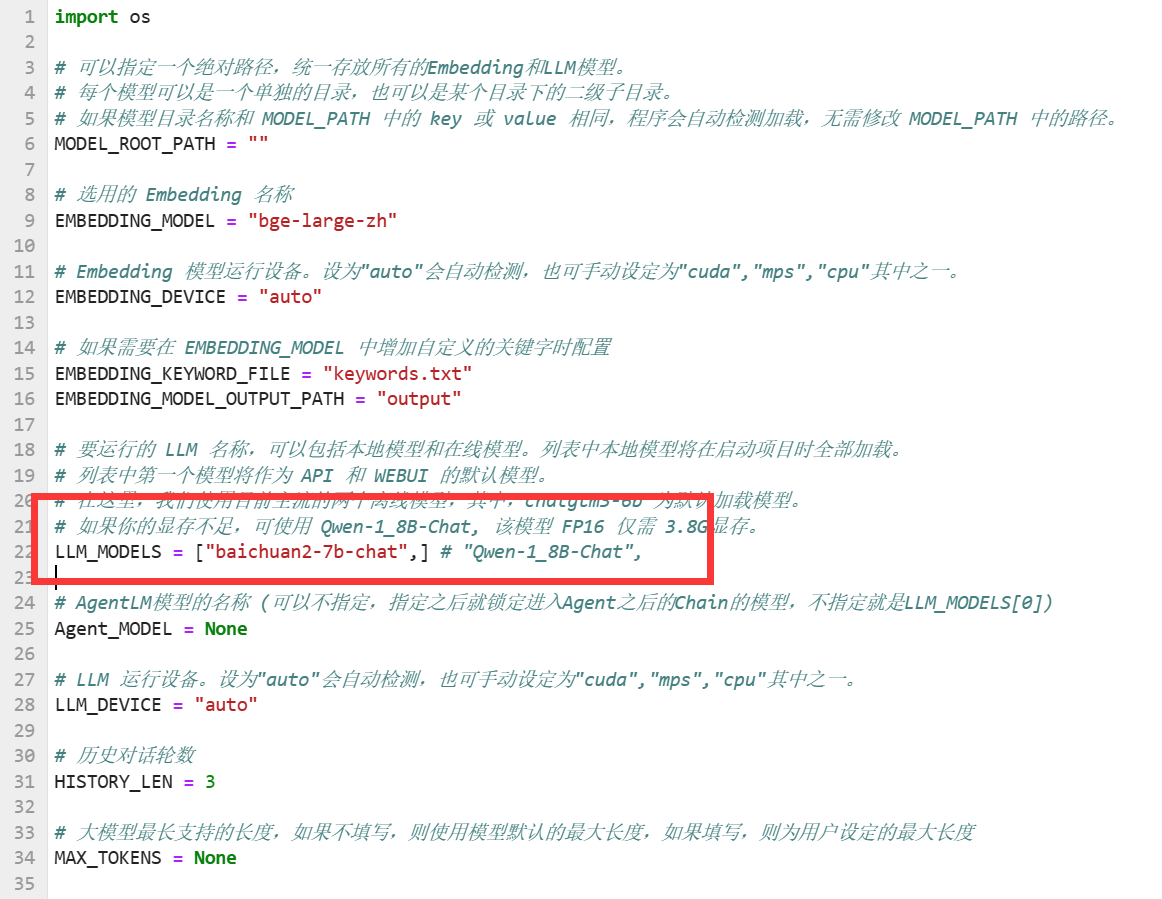 1 import os
2
3 # 可以指定一个绝对路径，统一存放所有的Embedding和LLM模型。
4 # 每个模型可以是一个单独的目录，也可以是某个目录下的二级子目录。
5 # 如果模型目录名称和 MODEL_PATH 中的 key 或 value 相同，程序会自动检测加载，无需修改 MODEL_PATH 中的路径。
6 MODEL_ROOT_PATH = ""
7
8 # 选用的 Embedding 名称
9 EMBEDDING_MODEL = "bge-large-zh"
10
11 # Embedding 模型运行设备。设为"auto"会自动检测，也可手动设定为"cuda","mps","cpu"其中之一。
12 EMBEDDING_DEVICE = "auto"
13
14 # 如果需要在 EMBEDDING_MODEL 中增加自定义的关键字时配置
15 EMBEDDING_KEYWORD_FILE = "keywords.txt"
16 EMBEDDING_MODEL_OUTPUT_PATH = "output"
17
18 # 要运行的 LLM 名称，可以包括本地模型和在线模型。列表中本地模型将在启动项目时全部加载。
19 # 列表中第一个模型将作为 API 和 WEBUI 的默认模型。
20 # 在这里，我们使用目前主流的两个离线模型，其中，chatglm3-6b 为默认加载模型。
21 # 如果你的显存不足，可使用 Qwen-1_8B-Chat, 该模型 FP16 仅需 3.8G显存。
22 LLM_MODELS = ["baichuan2-7b-chat",] # "Qwen-1_8B-Chat",
23
24 # AgentLM模型的名称 (可以不指定，指定之后就锁定进入Agent之后的Chain的模型，不指定就是LLM_MODELS[0])
25 Agent_MODEL = None
26
27 # LLM 运行设备。设为"auto"会自动检测，也可手动设定为"cuda","mps","cpu"其中之一。
28 LLM_DEVICE = "auto"
29
30 # 历史对话轮数
31 HISTORY_LEN = 3
32
33 # 大模型最长支持的长度，如果不填写，则使用模型默认的最大长度，如果填写，则为用户设定的最大长度
34 MAX_TOKENS = None
35